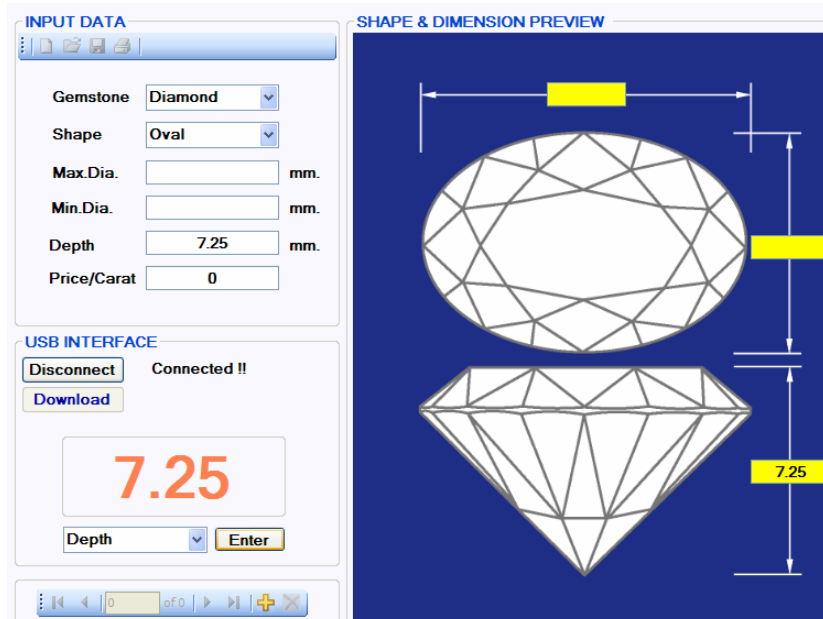 INPUT DATA
Gemstone Diamond
Shape Oval
Max.Dia. mm.
Min.Dia. mm.
Depth 7.25 mm.
Price/Carat 0
USB INTERFACE
Disconnect Connected !!
Download
7.25
Depth Enter
0 of 0
SHAPE & DIMENSION PREVIEW
7.25